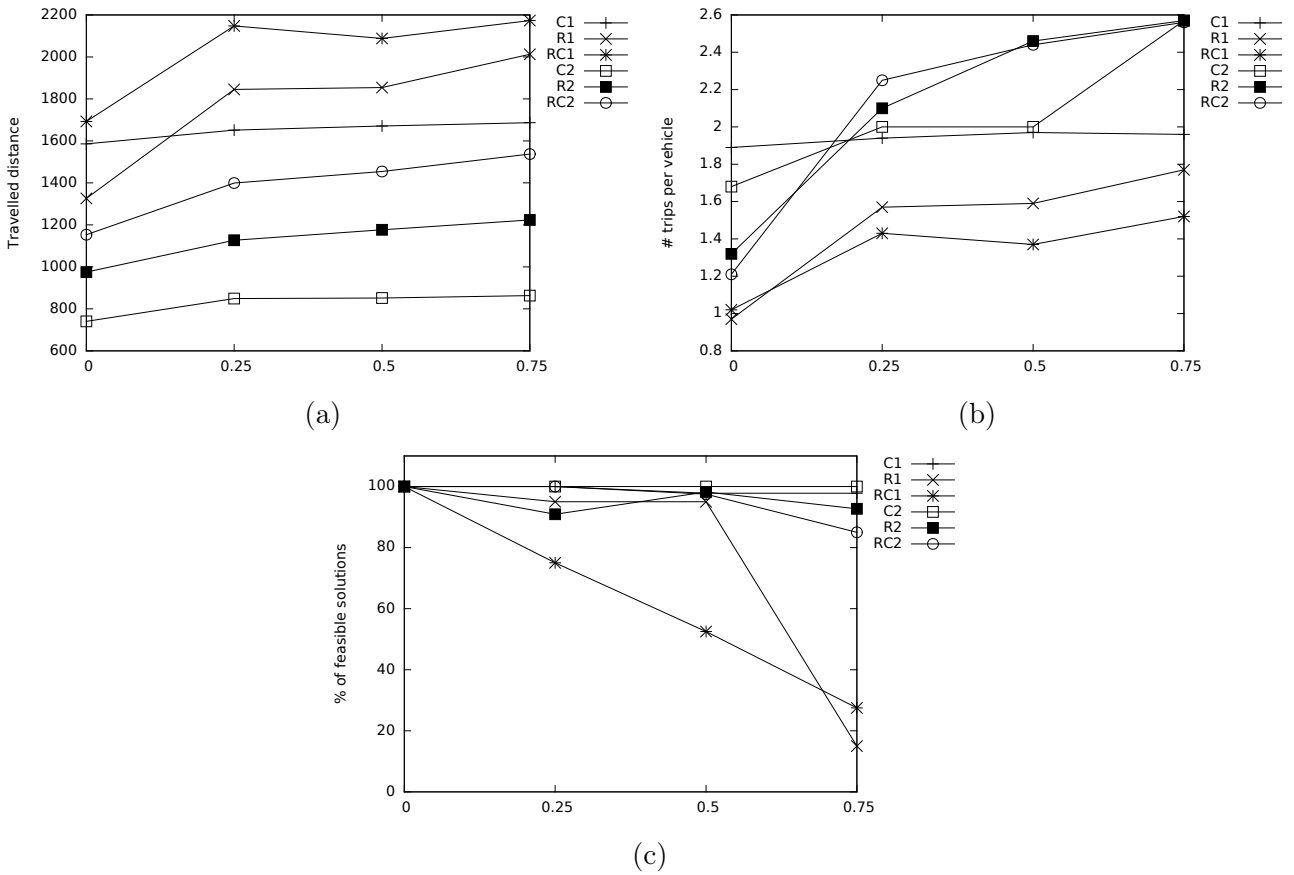 2200
2000
1800
1600
1400
1200
1000
800
600
Travelled distance
0 0.25 0.5 0.75
C1
R1
RC1
C2
R2
RC2
(a)
2.6
2.4
2.2
2
1.8
1.6
1.4
1.2
1
0.8
# trips per vehicle
0 0.25 0.5 0.75
C1
R1
RC1
C2
R2
RC2
(b)
100
80
60
40
20
0
% of feasible solutions
0 0.25 0.5 0.75
C1
R1
RC1
C2
R2
RC2
(c)